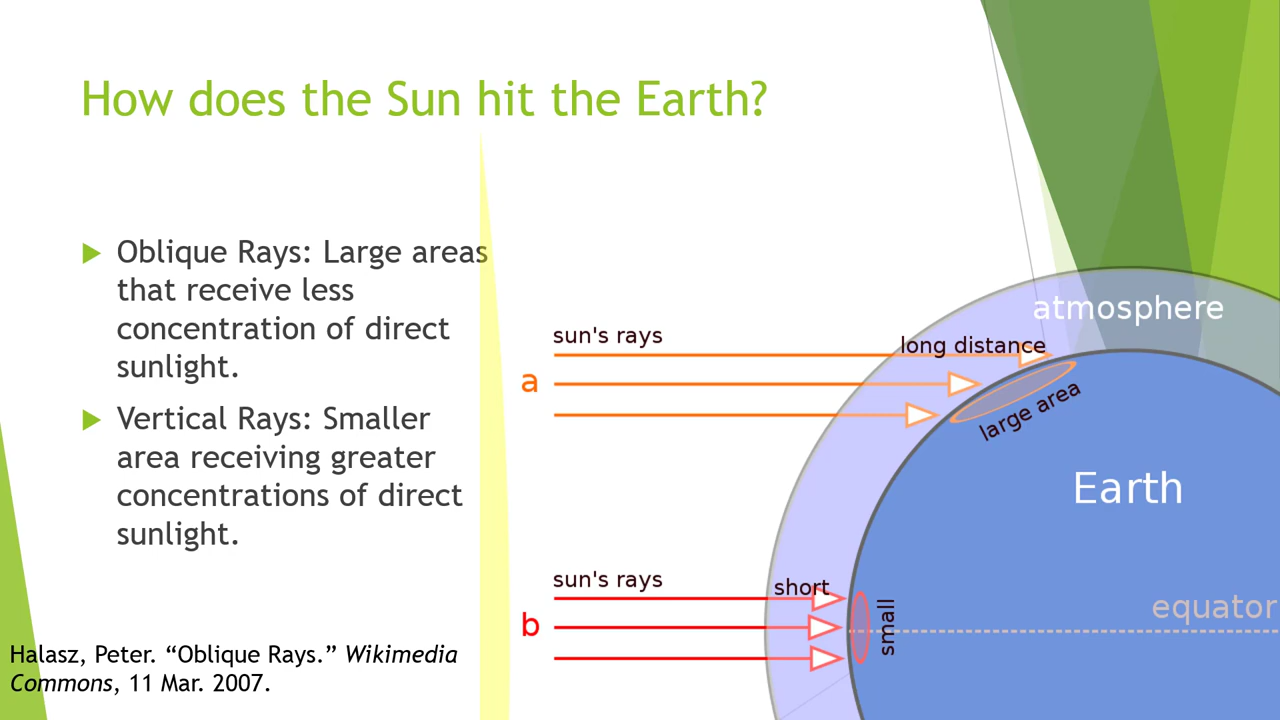 How does the Sun hit the Earth?
Oblique Rays: Large areas
that receive less
concentration of direct
sunlight.
Vertical Rays: Smaller
area receiving greater
concentrations of direct
sunlight.
Halasz, Peter. “Oblique Rays.” Wikimedia
Commons, 11 Mar. 2007.
atmosphere
sun's rays
long distance
a
large area
Earth
sun's rays
short
b
small
equator